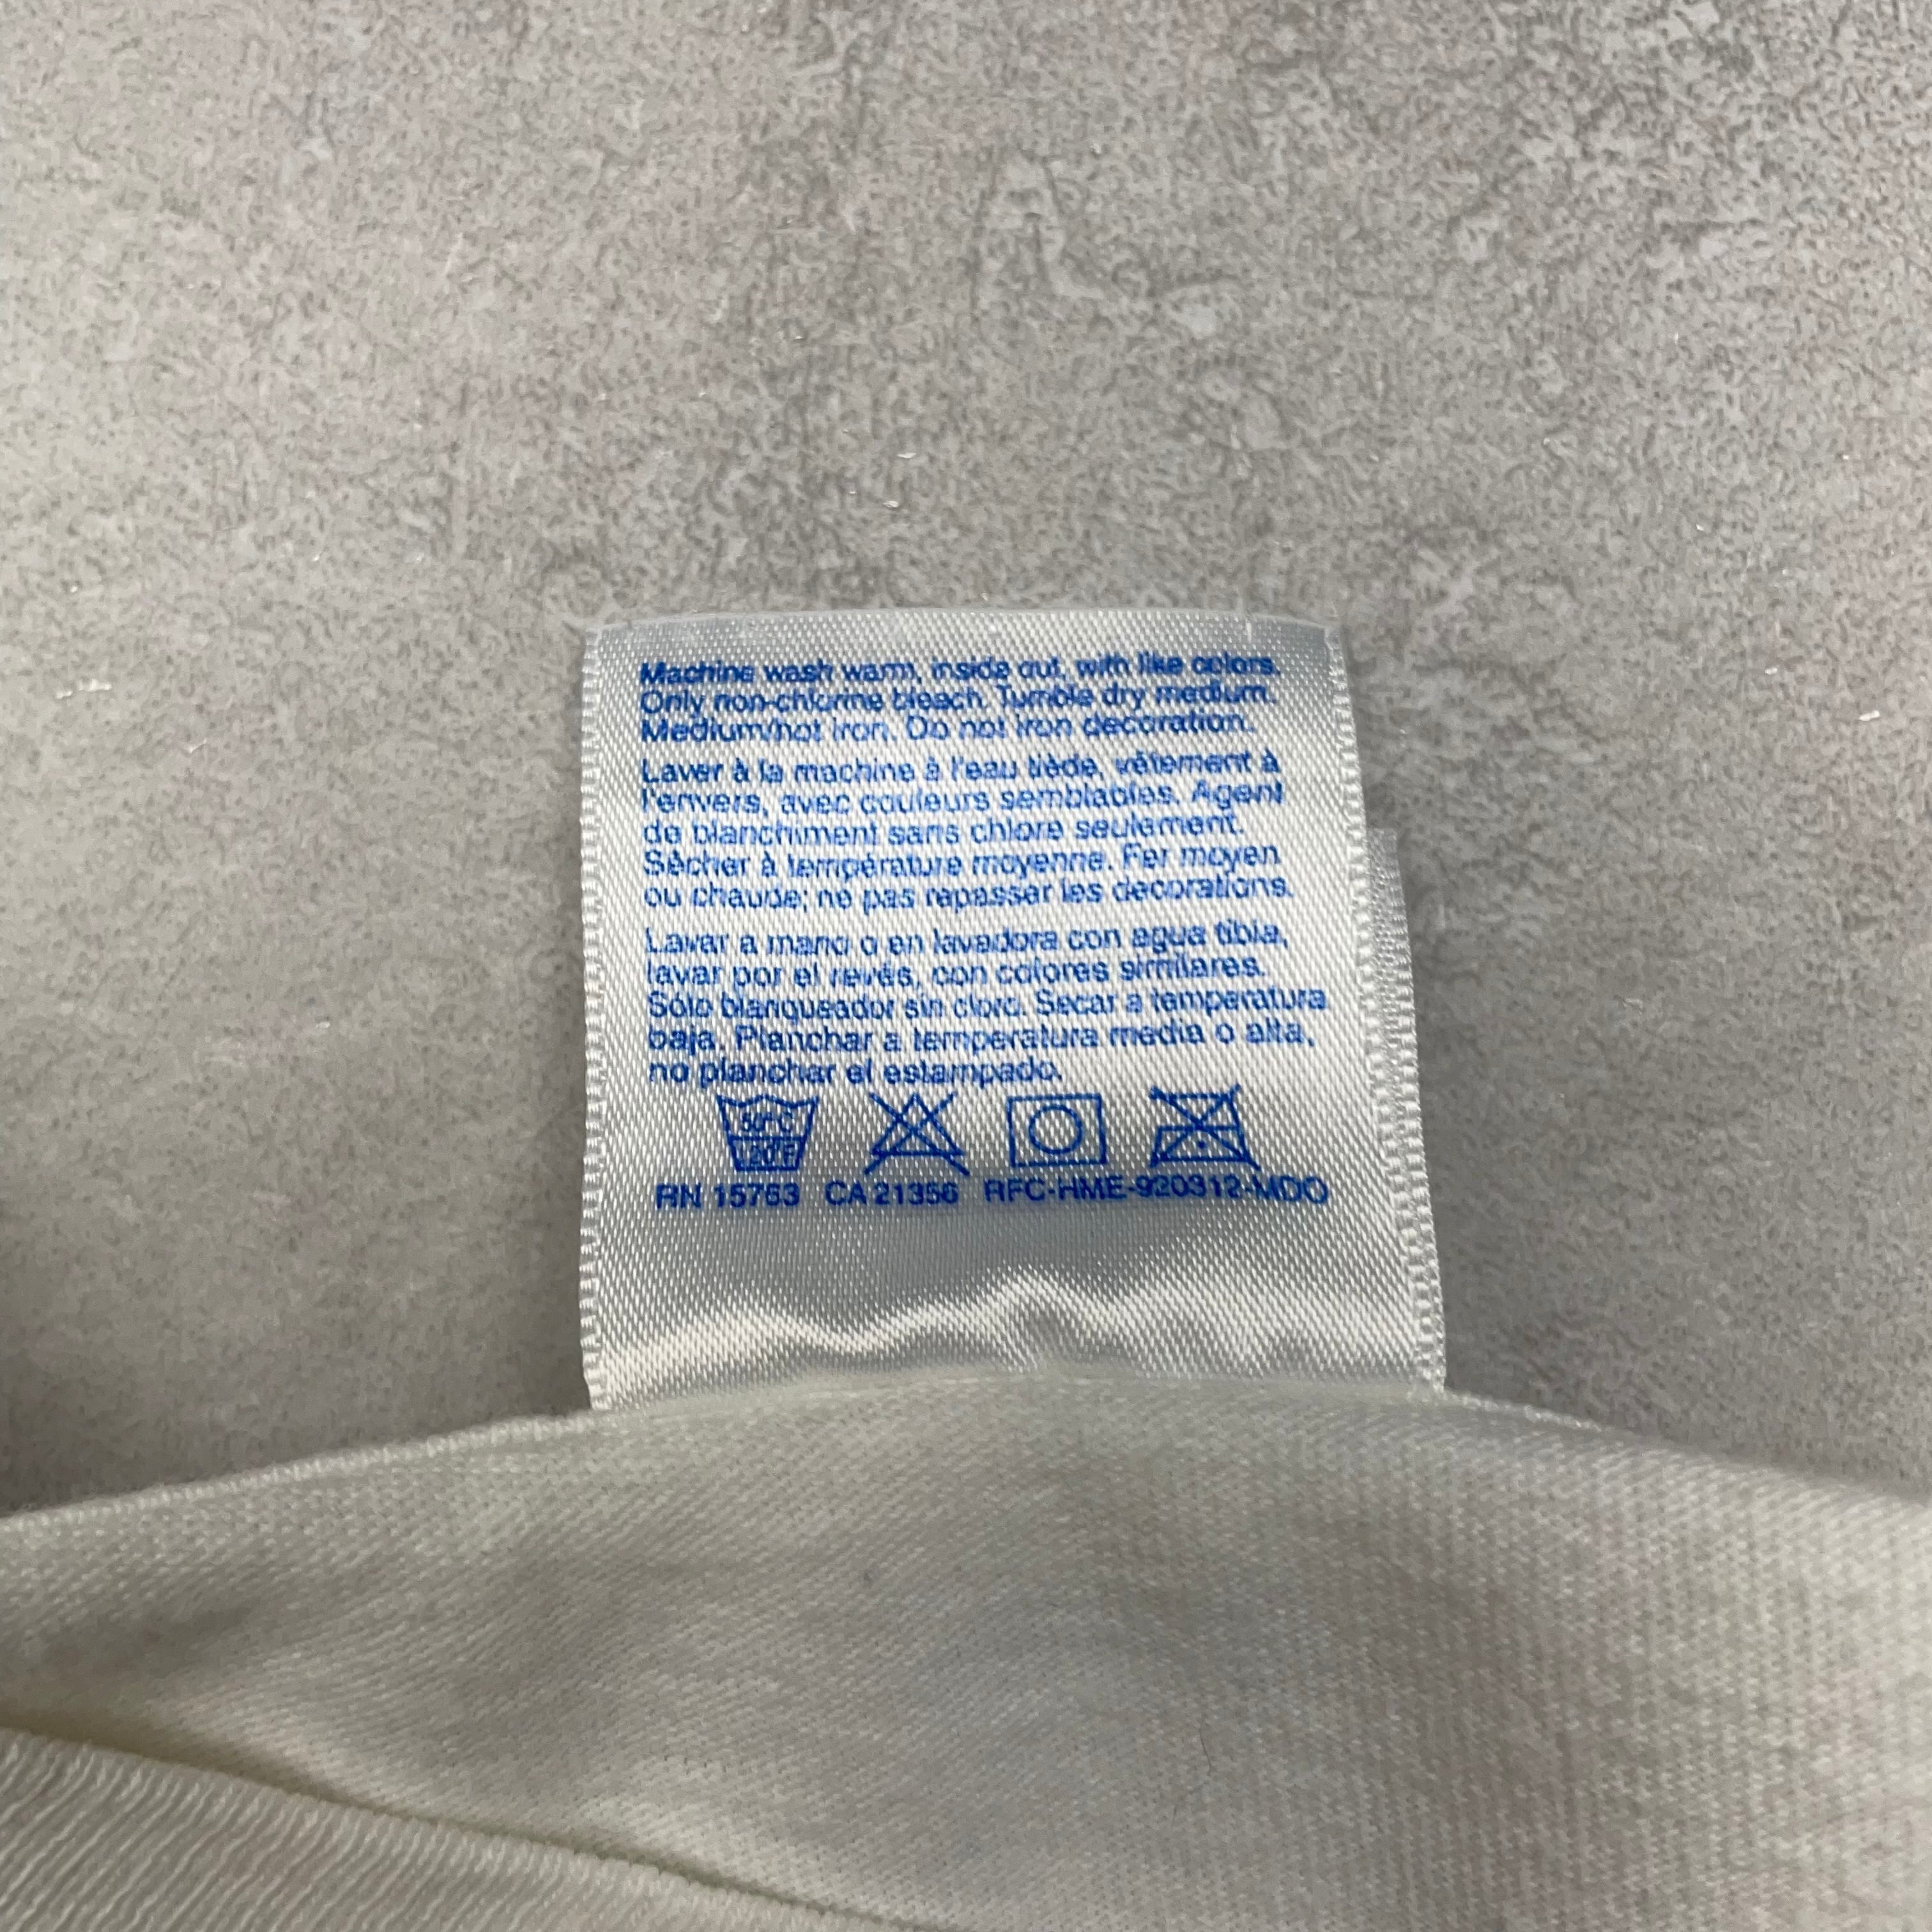 Machine wash warm, inside out, with like colors.
Only non-chlorine bleach. Tumble dry medium.
Medium/hot iron. Do not iron decoration.
Laver à la machine à l'eau tiède, vêtement à
l'envers, avec couleurs semblables. Agent
de blanchiment sans chlore seulement.
Sècher à température moyenne. Fer moyen
ou chaude; ne pas repasser les decorations.
Lavar a mano o en lavadora con agua tibia,
lavar por el revés, con colores similares.
Sólo blanqueador sin cloro. Secar a temperatura
baja. Planchar a temperatura media o alta,
no planchar el estampado.
50°C
120°F
RN 15763 CA 21356 RFC-HME-920312-MDO